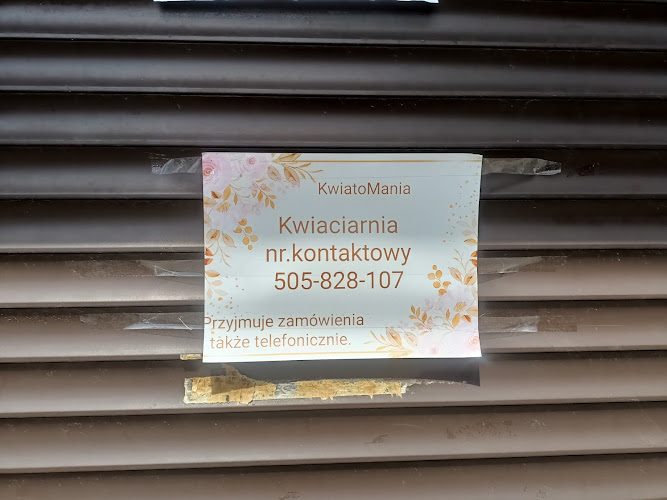 KwiatoMania
Kwiaciarnia
nr.kontaktowy
505-828-107
Przyjmuje zamówienia
także telefonicznie.